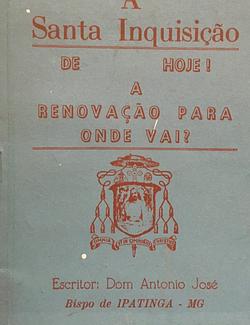 A
Santa Inquisição
DE HOJE!
A
RENOVAÇÃO PARA
ONDE VAI?
Escritor: Dom Antonio José
Bispo de IPATINGA - MG